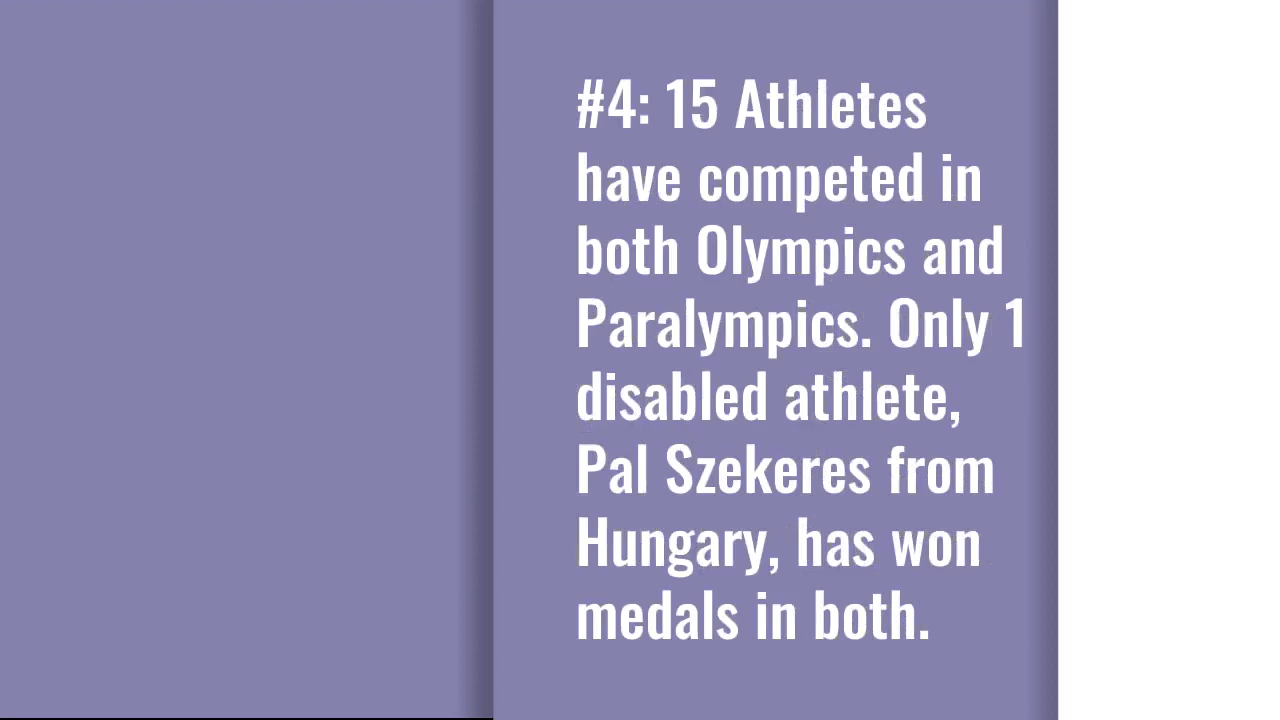 #4: 15 Athletes
have competed in
both Olympics and
Paralympics. Only 1
disabled athlete,
Pal Szekeres from
Hungary, has won
medals in both.